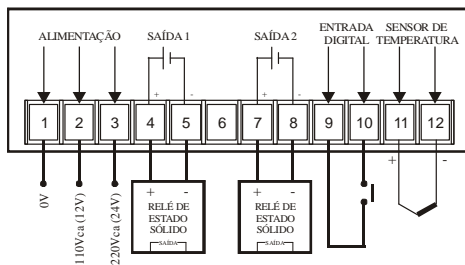 ALIMENTAÇÃO
SAÍDA 1
SAÍDA 2
ENTRADA
DIGITAL
SENSOR DE
TEMPERATURA
+ -
+ -
1 2 3 4 5 6 7 8 9 10 11 12
+ -
0V
110Vca (12V)
220Vca (24V)
+ -
RELÉ DE
ESTADO
SÓLIDO
SAÍDA
+ -
RELÉ DE
ESTADO
SÓLIDO
SAÍDA